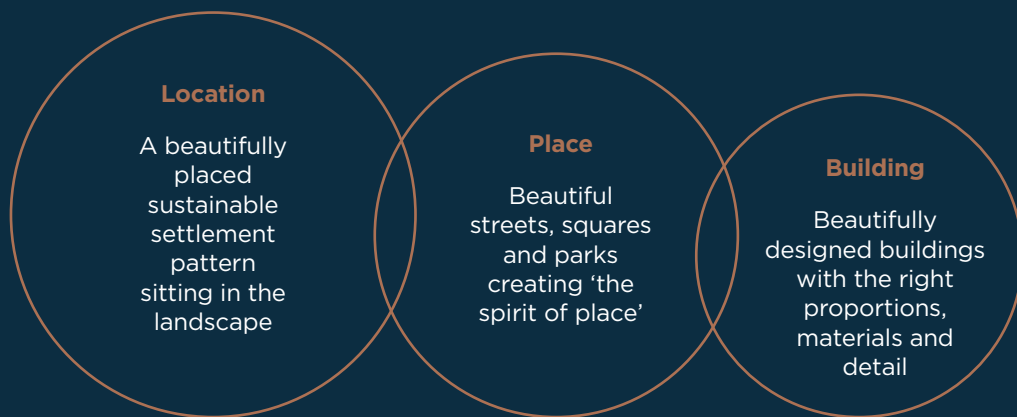 Location
A beautifully
placed
sustainable
settlement
pattern
sitting in the
landscape
Place
Beautiful
streets, squares
and parks
creating ‘the
spirit of place’
Building
Beautifully
designed buildings
with the right
proportions,
materials and
detail